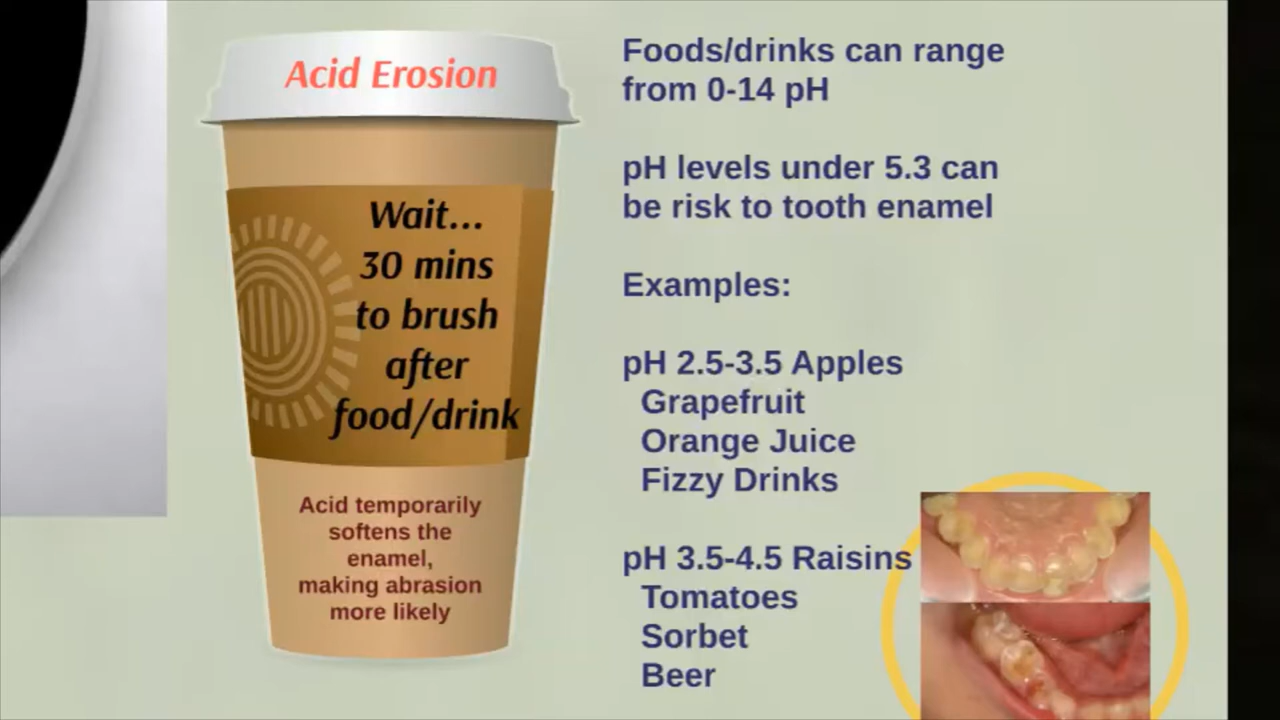 Acid Erosion
Wait...
30 mins
to brush
after
food/drink
Acid temporarily
softens the
enamel,
making abrasion
more likely
Foods/drinks can range
from 0-14 pH
pH levels under 5.3 can
be risk to tooth enamel
Examples:
pH 2.5-3.5 Apples
Grapefruit
Orange Juice
Fizzy Drinks
pH 3.5-4.5 Raisins
Tomatoes
Sorbet
Beer